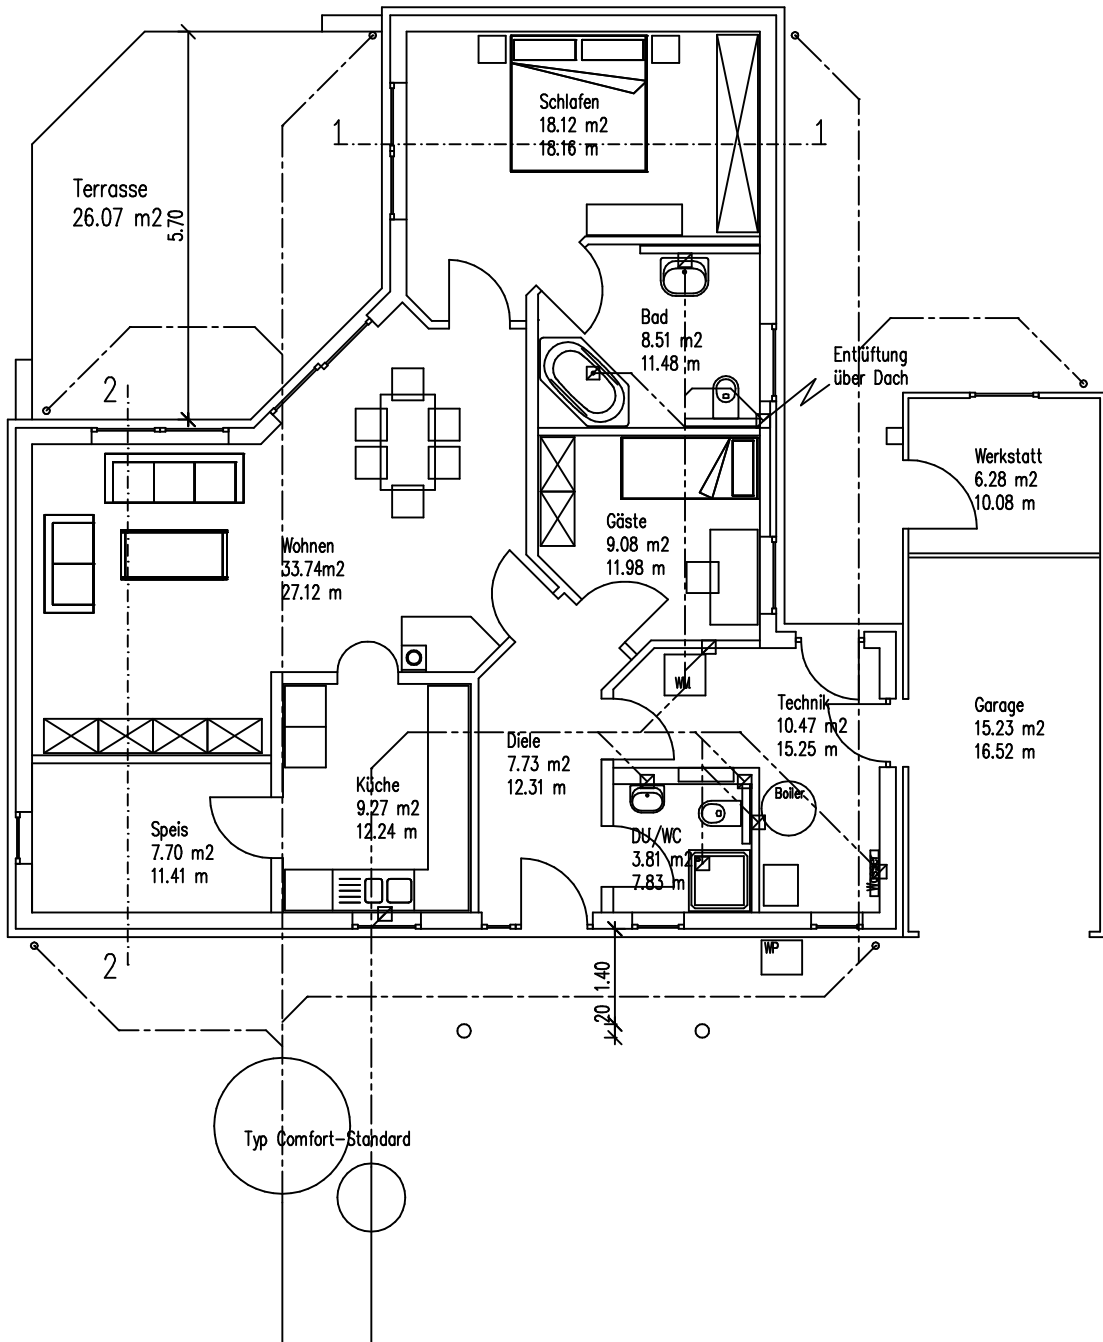 Schlafen
18.12 m2
18.16 m
1
1
Terrasse
26.07 m2
5.70
Bad
8.51 m2
11.48 m
Entlüftung
über Dach
2
Werkstatt
6.28 m2
10.08 m
Gäste
9.08 m2
11.98 m
Wohnen
33.74m2
27.12 m
WM
Technik
10.47 m2
15.25 m
Garage
15.23 m2
16.52 m
Diele
7.73 m2
12.31 m
Küche
9.27 m2
12.24 m
Boiler
Speis
7.70 m2
11.41 m
DU/WC
3.81 m2
7.83 m
Wasser
WP
2
20 1.40
Typ Comfort-Standard